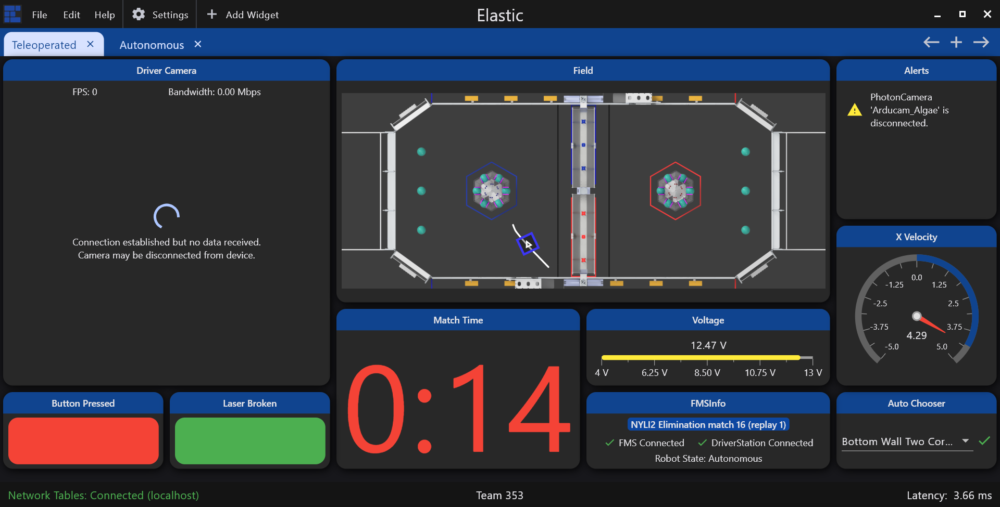 File Edit Help Settings Add Widget Elastic
Teleoperated Autonomous
Driver Camera
FPS: 0 Bandwidth: 0.00 Mbps
Connection established but no data received.
Camera may be disconnected from device.
Field
Alerts
PhotonCamera
'Arducam_Algae' is
disconnected.
X Velocity
0.0
-1.25 1.25
-2.5 2.5
-3.75 3.75
4.29
-5.0 5.0
Button Pressed
Laser Broken
Match Time
0:14
Voltage
12.47 V
4 V 6.25 V 8.50 V 10.75 V 13 V
FMSInfo
NYLI2 Elimination match 16 (replay 1)
FMS Connected DriverStation Connected
Robot State: Autonomous
Auto Chooser
Bottom Wall Two Cor...
Network Tables: Connected (localhost) Team 353 Latency: 3.66 ms